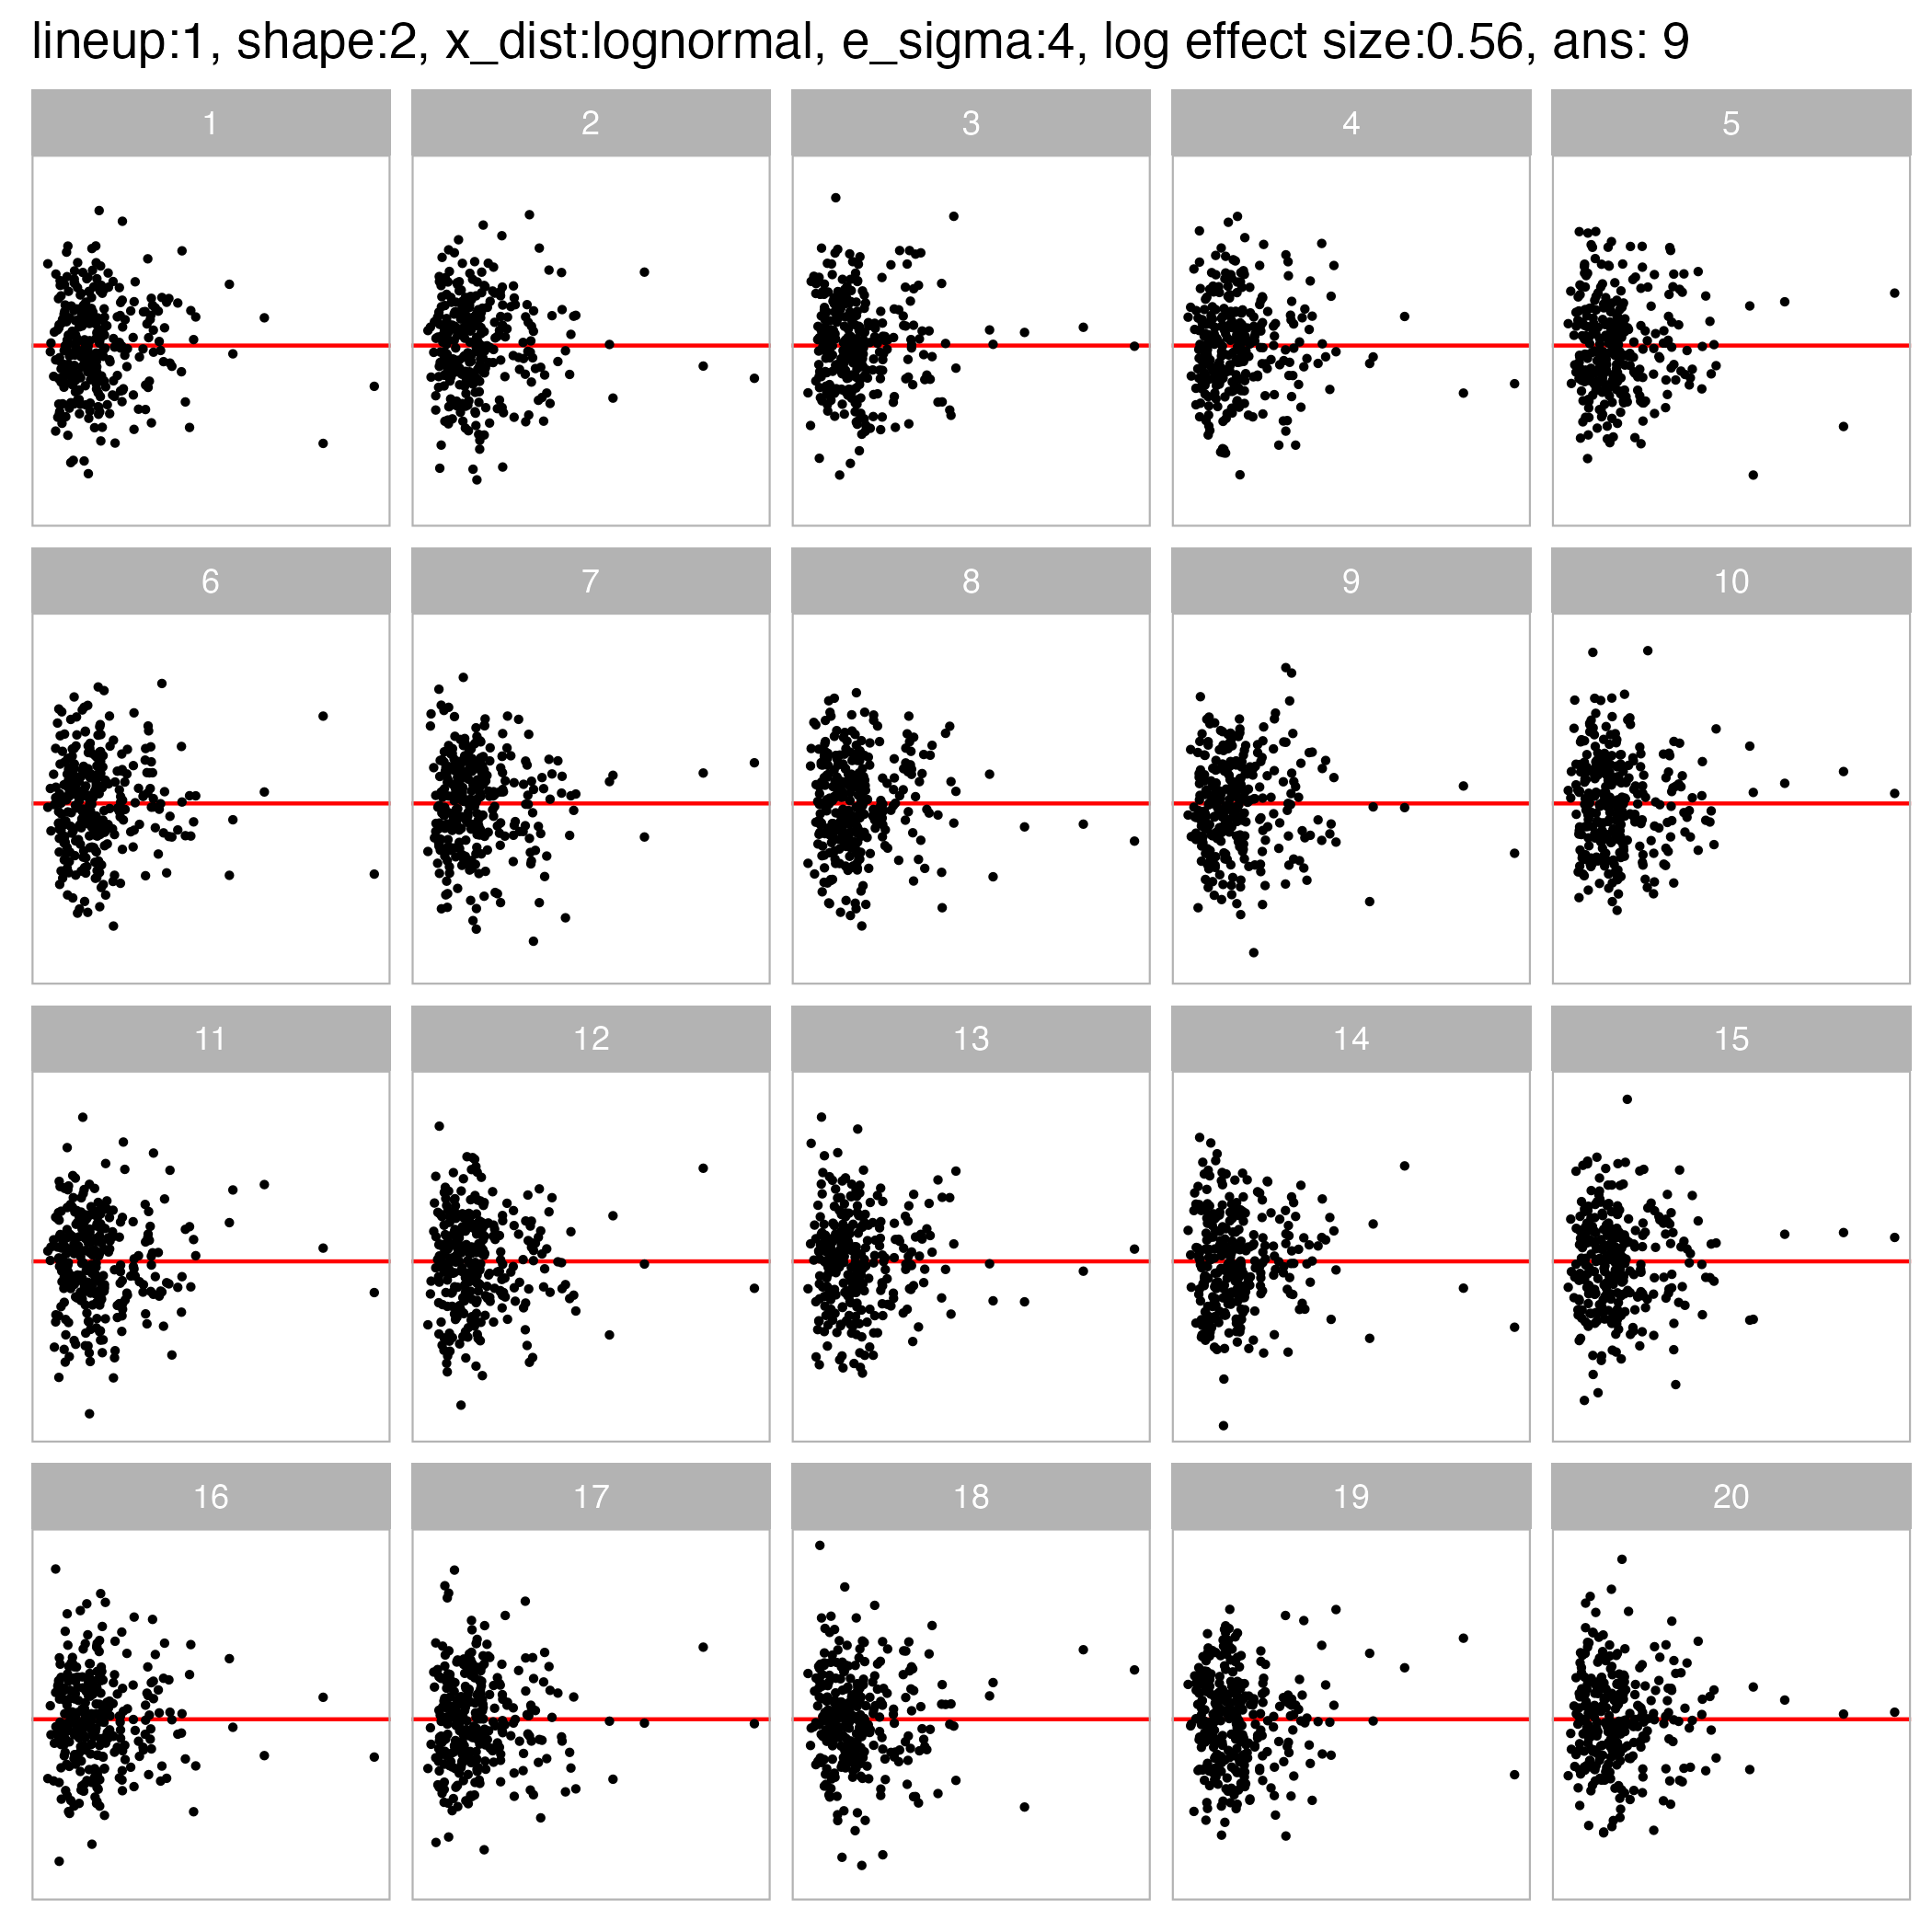 lineup:1, shape:2, x_dist:lognormal, e_sigma:4, log effect size:0.56, ans: 9
1 2 3 4 5
6 7 8 9 10
11 12 13 14 15
16 17 18 19 20